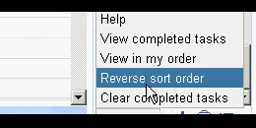 Help
View completed tasks
View in my order
Reverse sort order
Clear completed tasks